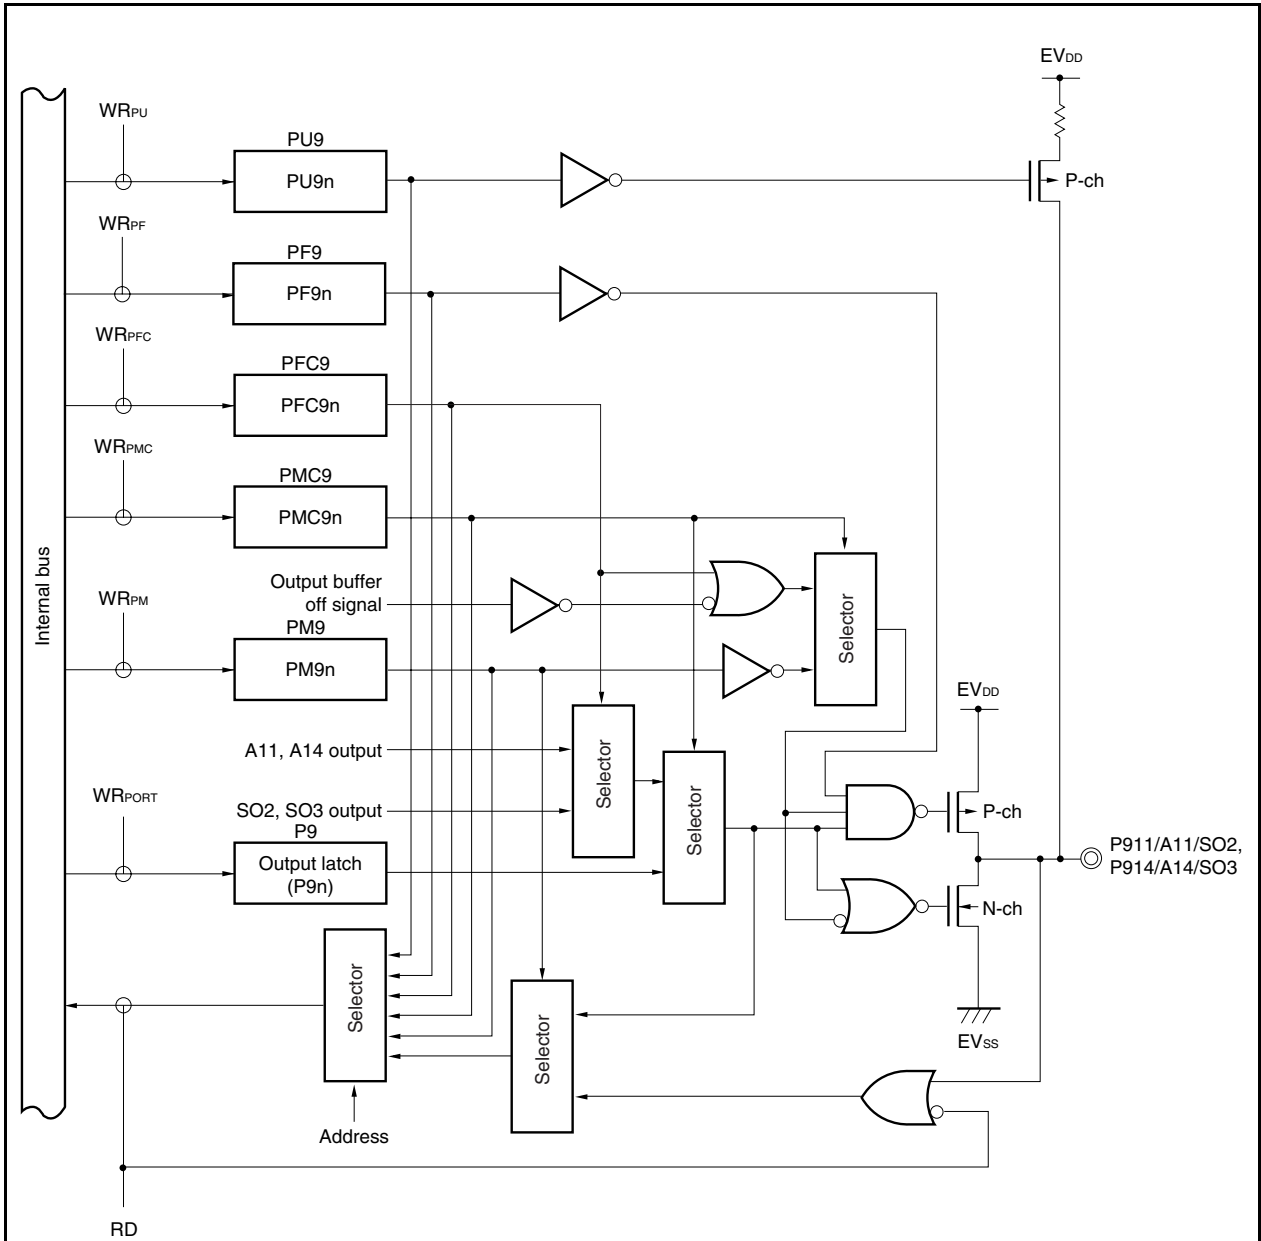 EVDD
WRPU
PU9
PU9n
P-ch
WRPF
PF9
PF9n
WRPFC
PFC9
PFC9n
WRPMC
PMC9
PMC9n
Internal bus
Output buffer
off signal
WRPM
PM9
PM9n
Selector
EVDD
A11, A14 output
Selector
Selector
WRPORT
SO2, SO3 output
P-ch
P9
Output latch
(P9n)
P911/A11/SO2,
P914/A14/SO3
N-ch
Selector
Selector
EVSS
Address
RD